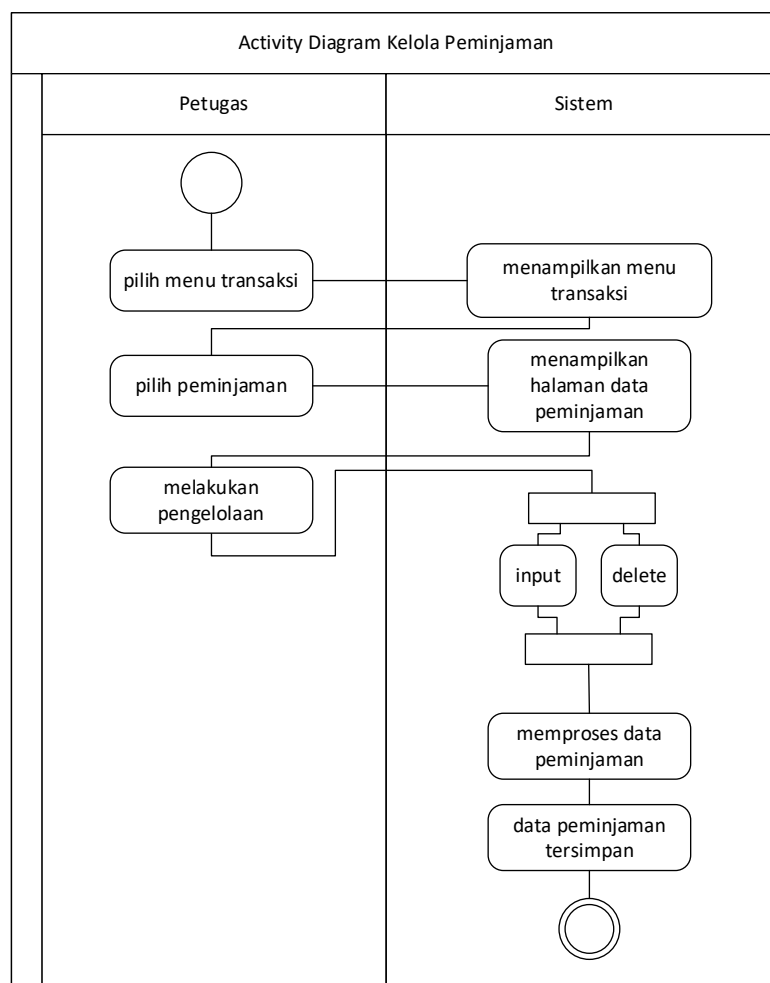 Activity Diagram Kelola Peminjaman
Petugas
Sistem
pilih menu transaksi
menampilkan menu
transaksi
pilih peminjaman
menampilkan
halaman data
peminjaman
melakukan
pengelolaan
input
delete
memproses data
peminjaman
data peminjaman
tersimpan